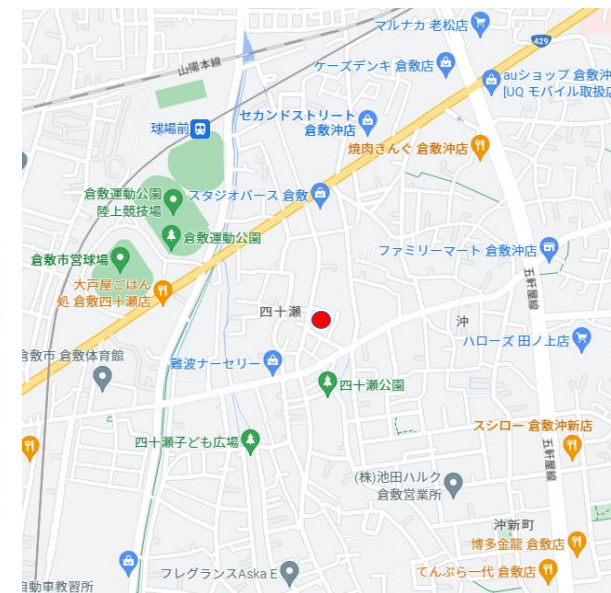 マルナカ 老松店
429
山陽本線
ケーズデンキ 倉敷店
auショップ 倉敷沖
[UQ モバイル取扱店
セカンドストリート
倉敷沖店
球場前
焼肉きんぐ 倉敷沖店
倉敷運動公園
陸上競技場
スタジオパース 倉敷
倉敷運動公園
ファミリーマート 倉敷沖店
倉敷市営球場
大戸屋ごはん
処 倉敷四十瀬店
五軒屋線
四十瀬
沖
ハローズ 田ノ上店
倉敷市 倉敷体育館
難波ナーセリー
四十瀬公園
スシロー 倉敷沖新店
四十瀬子ども広場
五軒屋線
(株)池田ハルク
倉敷営業所
沖新町
博多金龍 倉敷店
フレグランスAska E
てんぷら一代 倉敷店
自動車教習所